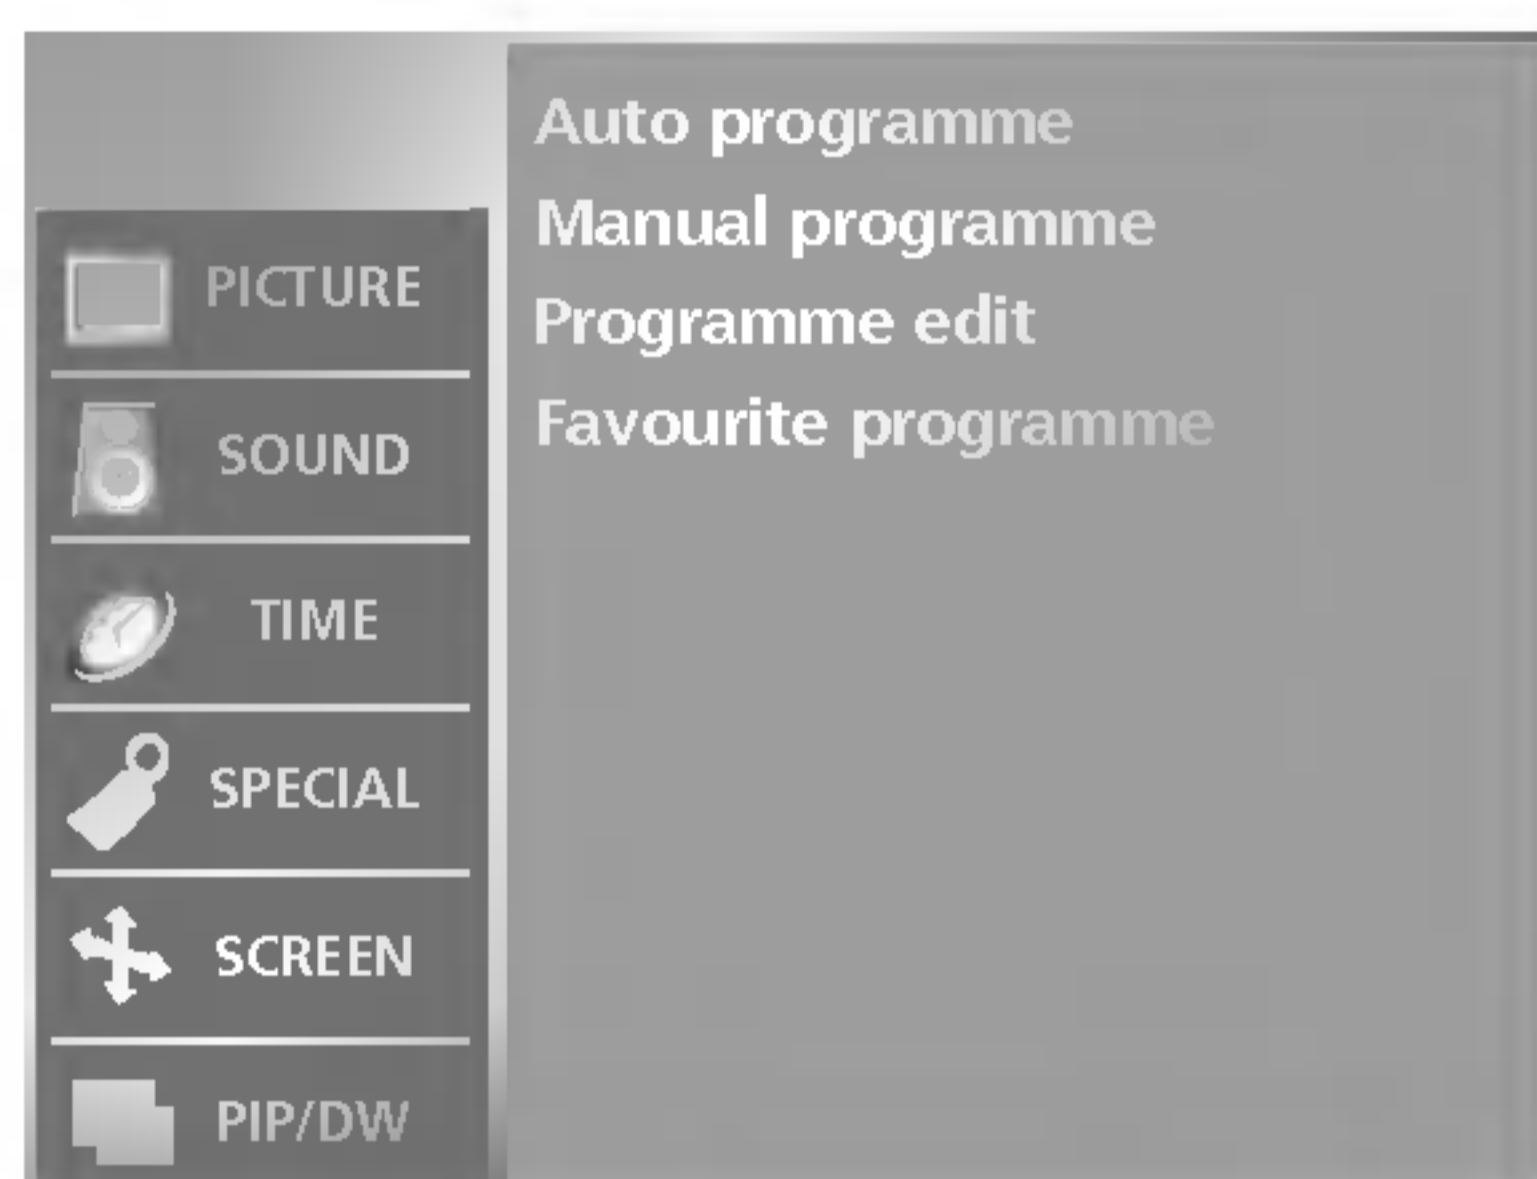 Auto programme
Manual programme
Programme edit
Favourite programme
PICTURE
SOUND
TIME
SPECIAL
SCREEN
PIP/DW